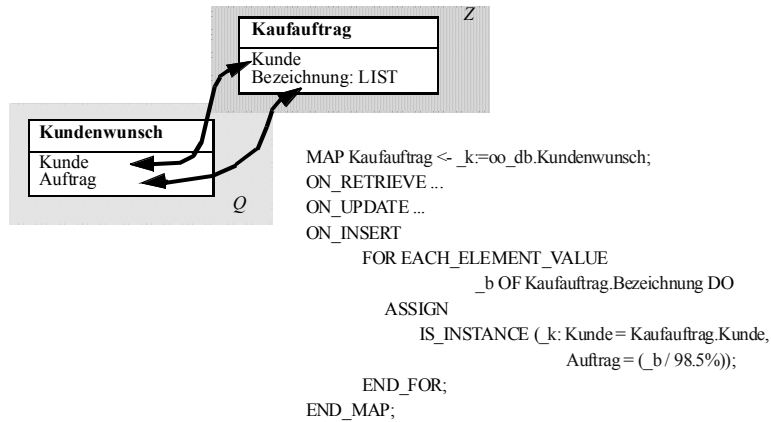 Z
Kaufauftrag
Kunde
Bezeichnung: LIST
Kundenwunsch
Kunde
Auftrag
Q
MAP Kaufauftrag <- _k:=oo_db.Kundenwunsch;
ON_RETRIEVE ...
ON_UPDATE ...
ON_INSERT
FOR EACH_ELEMENT_VALUE
_b OF Kaufauftrag.Bezeichnung DO
ASSIGN
IS_INSTANCE (_k: Kunde = Kaufauftrag.Kunde,
Auftrag = (_b / 98.5%));
END_FOR;
END_MAP;